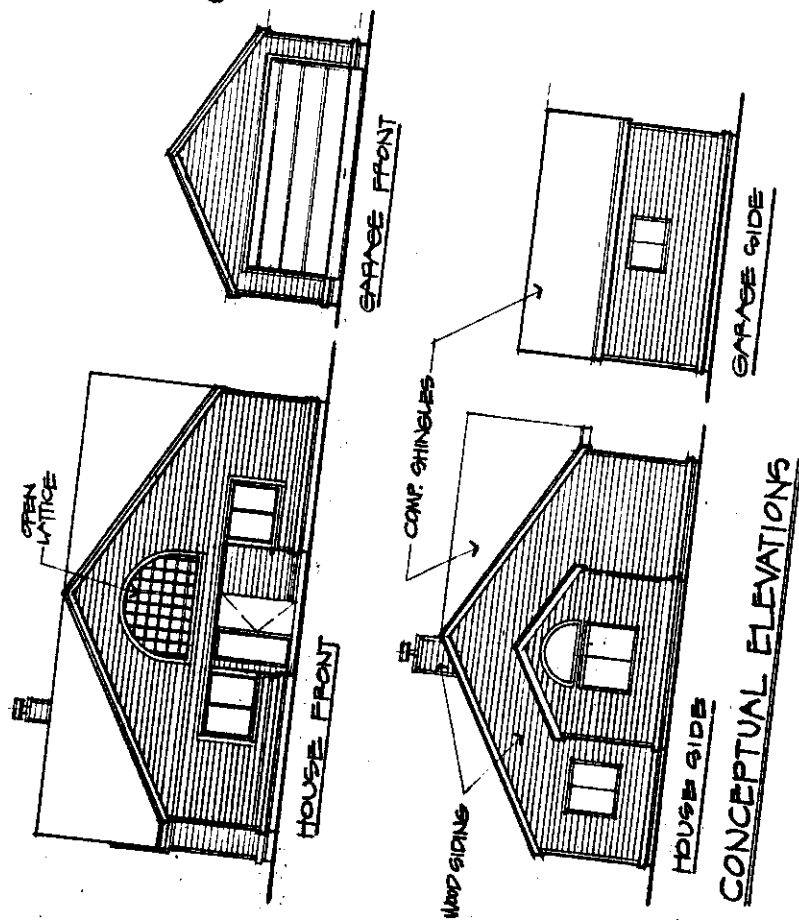 OPEN
LATTICE
HOUSE FRONT
GARAGE FRONT
WOOD SIDING
COMP. SHINGLES
HOUSE SIDE
GARAGE SIDE
CONCEPTUAL ELEVATIONS